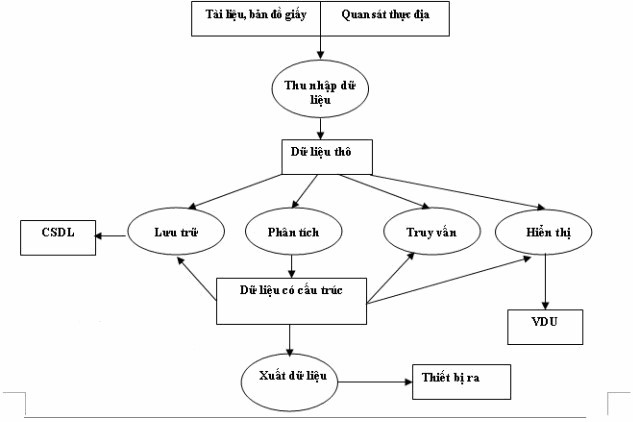 Tài liệu, bản đồ giấy
Quan sát thực địa
Thu nhập dữ
liệu
Dữ liệu thô
CSDL
Lưu trữ
Phân tích
Truy vấn
Hiển thị
Dữ liệu có cấu trúc
VDU
Xuất dữ liệu
Thiết bị ra